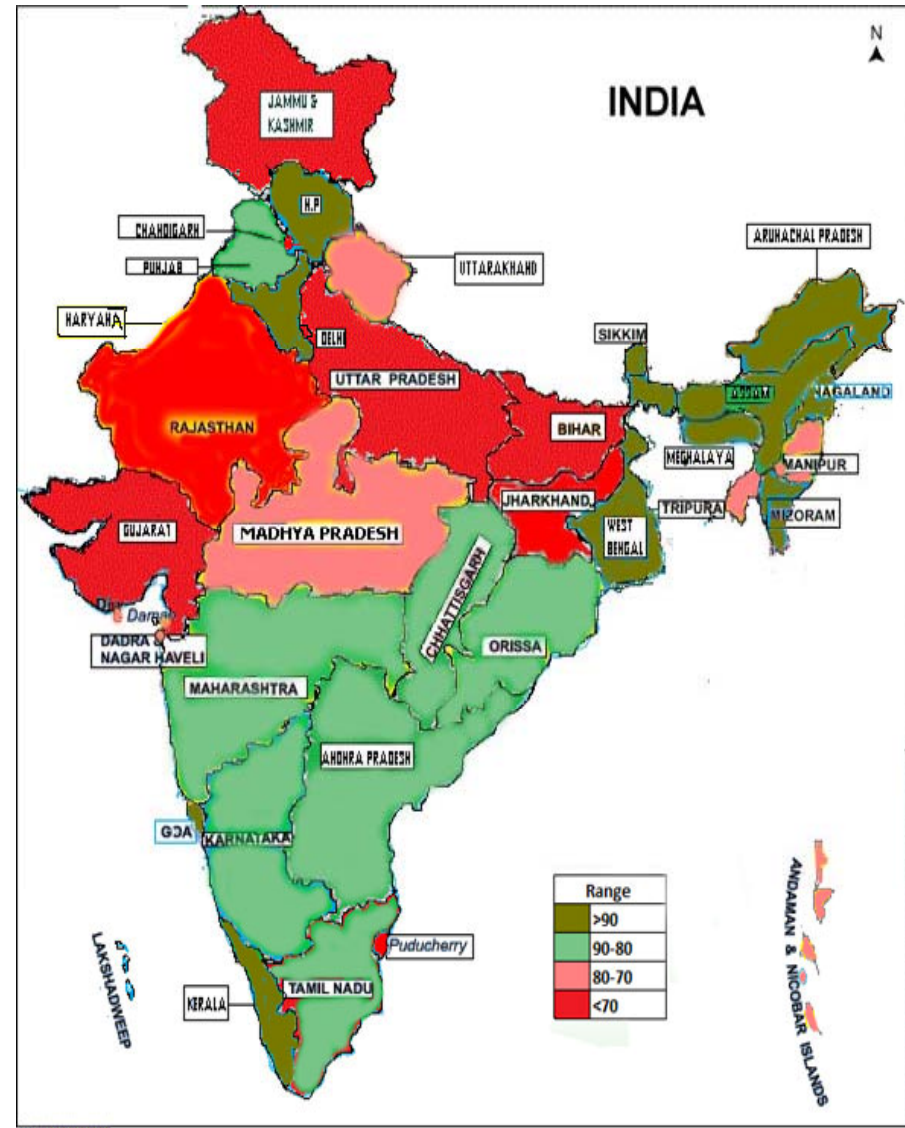 N
INDIA
JAMMU &
KASHMIR
H.P
CHANDIGARH
PUNJAB
UTTARAKHAND
ARUNACHAL PRADESH
HARYANA
DELHI
SIKKIM
UTTAR PRADESH
ASSAM
NAGALAND
RAJASTHAN
BIHAR
MEGHALAYA
MANIPUR
JHARKHAND
TRIPURA
MIZORAM
GUJARAT
MADHYA PRADESH
WEST
BENGAL
CHHATTISGARH
Daman
DADRA &
NAGAR HAVELI
ORISSA
MAHARASHTRA
ANDHRA PRADESH
GOA
KARNATAKA
Range
>90
90-80
80-70
<70
Puducherry
LAKSHADWEEP
TAMIL NADU
KERALA
ANDAMAN & NICOBAR ISLANDS